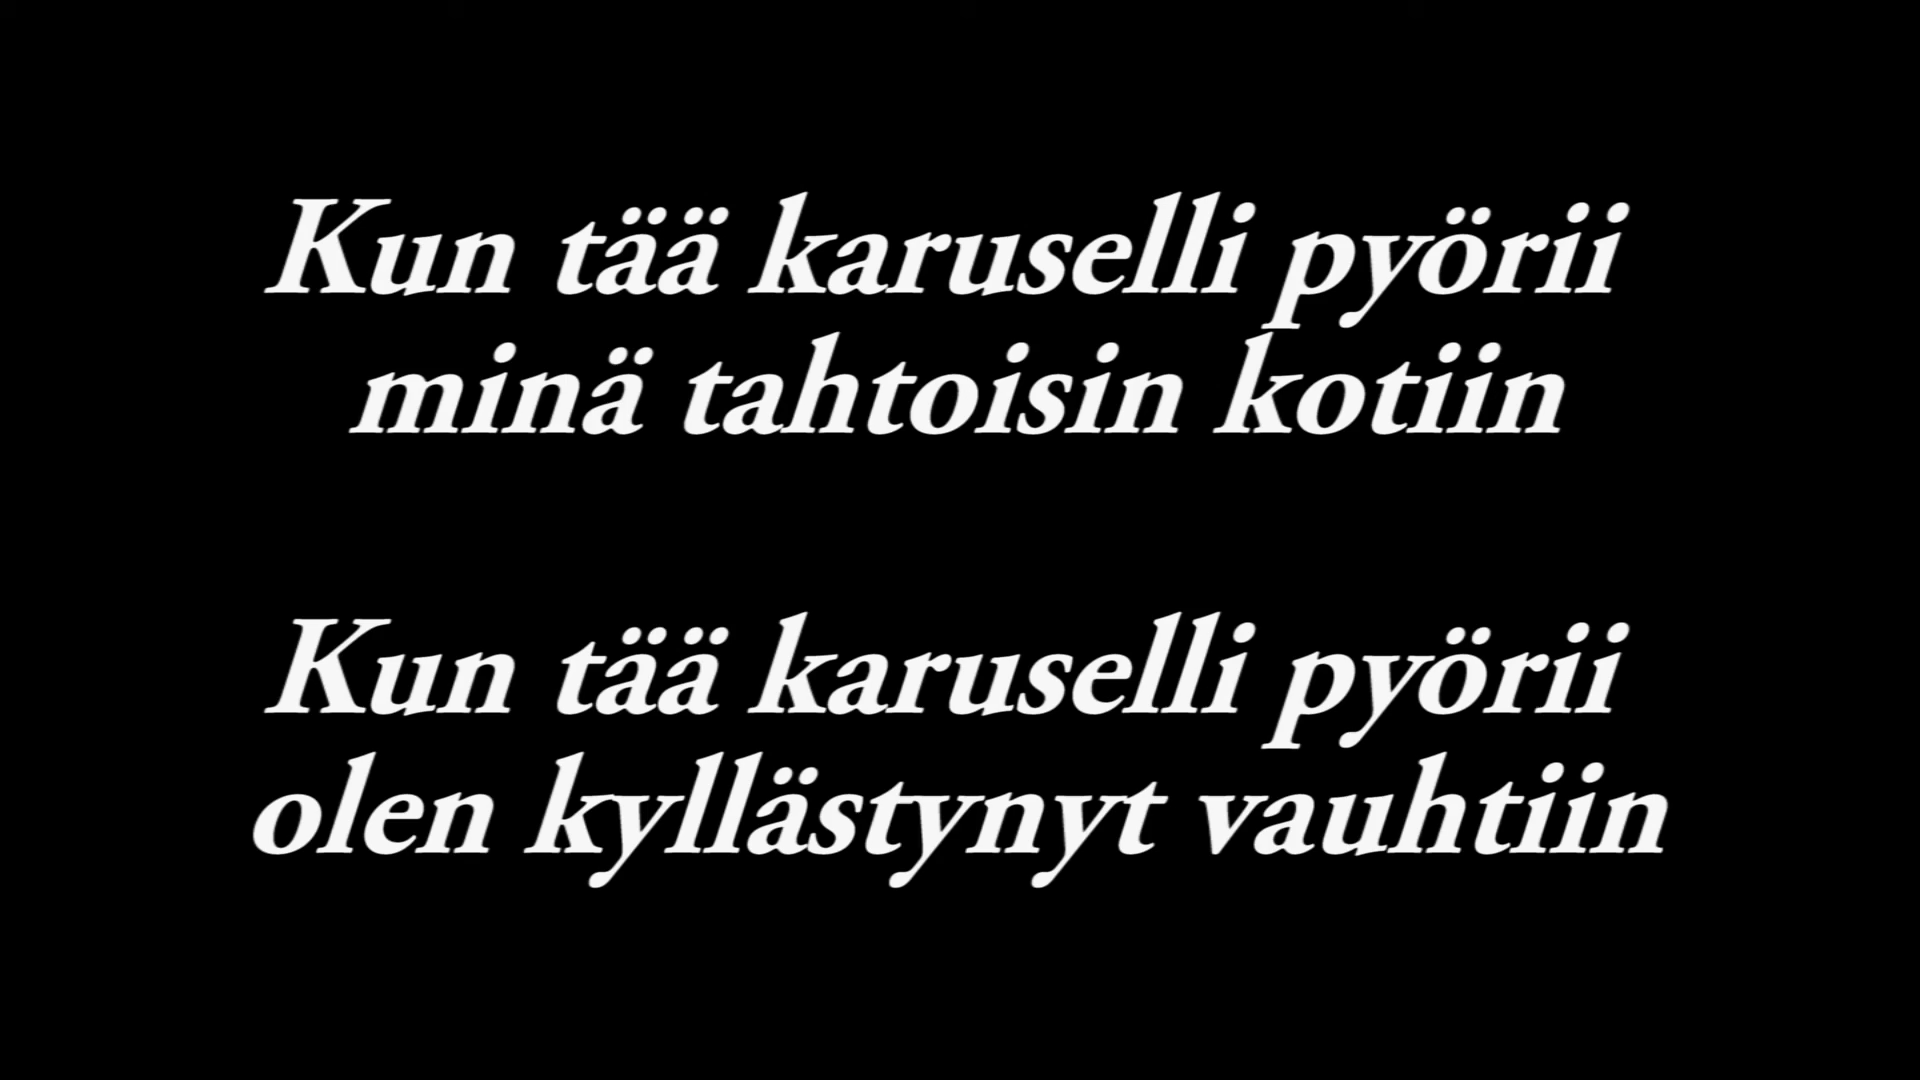 Kun tää karuselli pyörii
minä tahtoisin kotiin
Kun tää karuselli pyörii
olen kyllästynyt vauhtiin